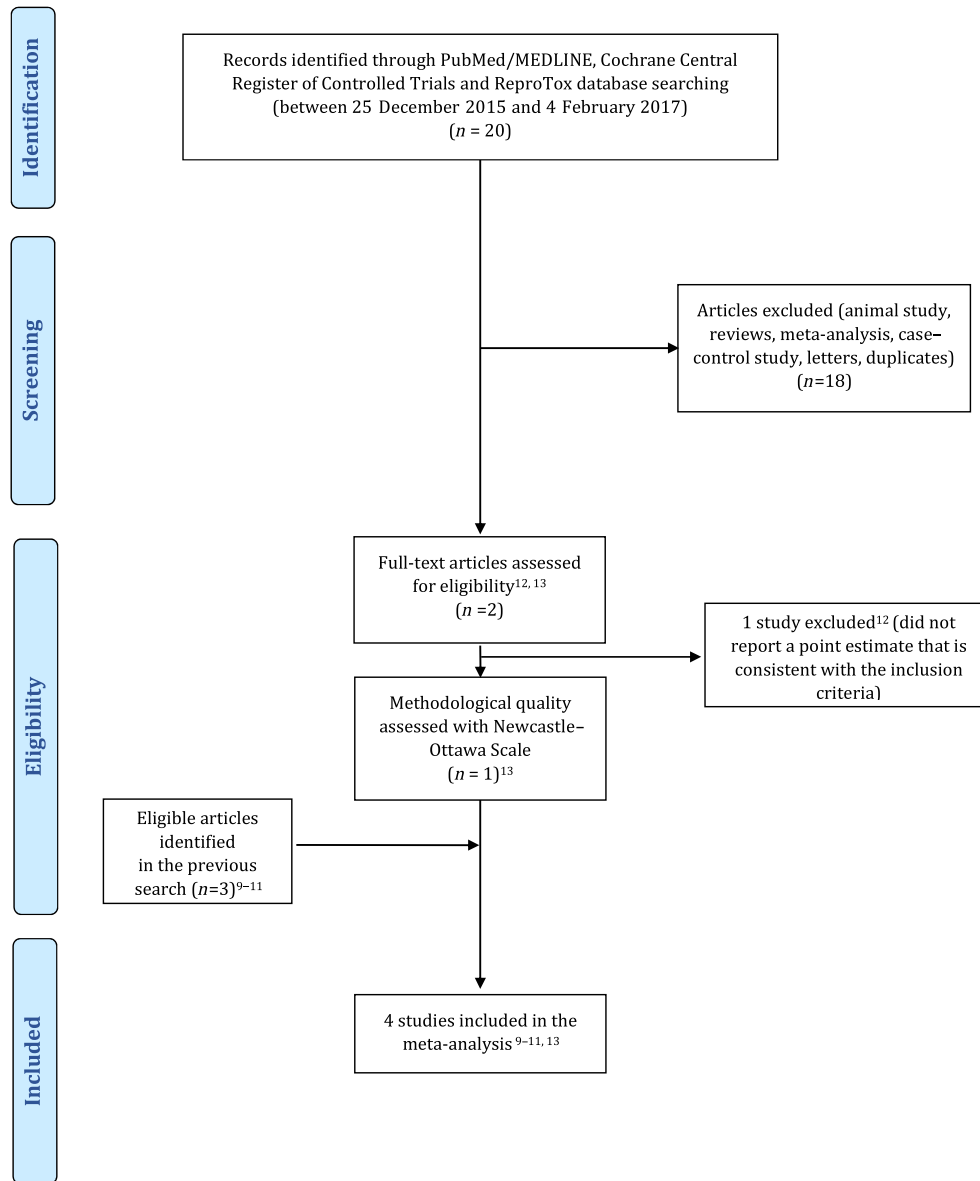 Identification
Records identified through PubMed/MEDLINE, Cochrane Central
Register of Controlled Trials and ReproTox database searching
(between 25 December 2015 and 4 February 2017)
(n = 20)
Screening
Articles excluded (animal study,
reviews, meta-analysis, case–
control study, letters, duplicates)
(n=18)
Eligibility
Full-text articles assessed
for eligibility12, 13
(n =2)
1 study excluded12 (did not
report a point estimate that is
consistent with the inclusion
criteria)
Methodological quality
assessed with Newcastle–
Ottawa Scale
(n = 1)13
Eligible articles
identified
in the previous
search (n=3)9–11
Included
4 studies included in the
meta-analysis 9–11, 13